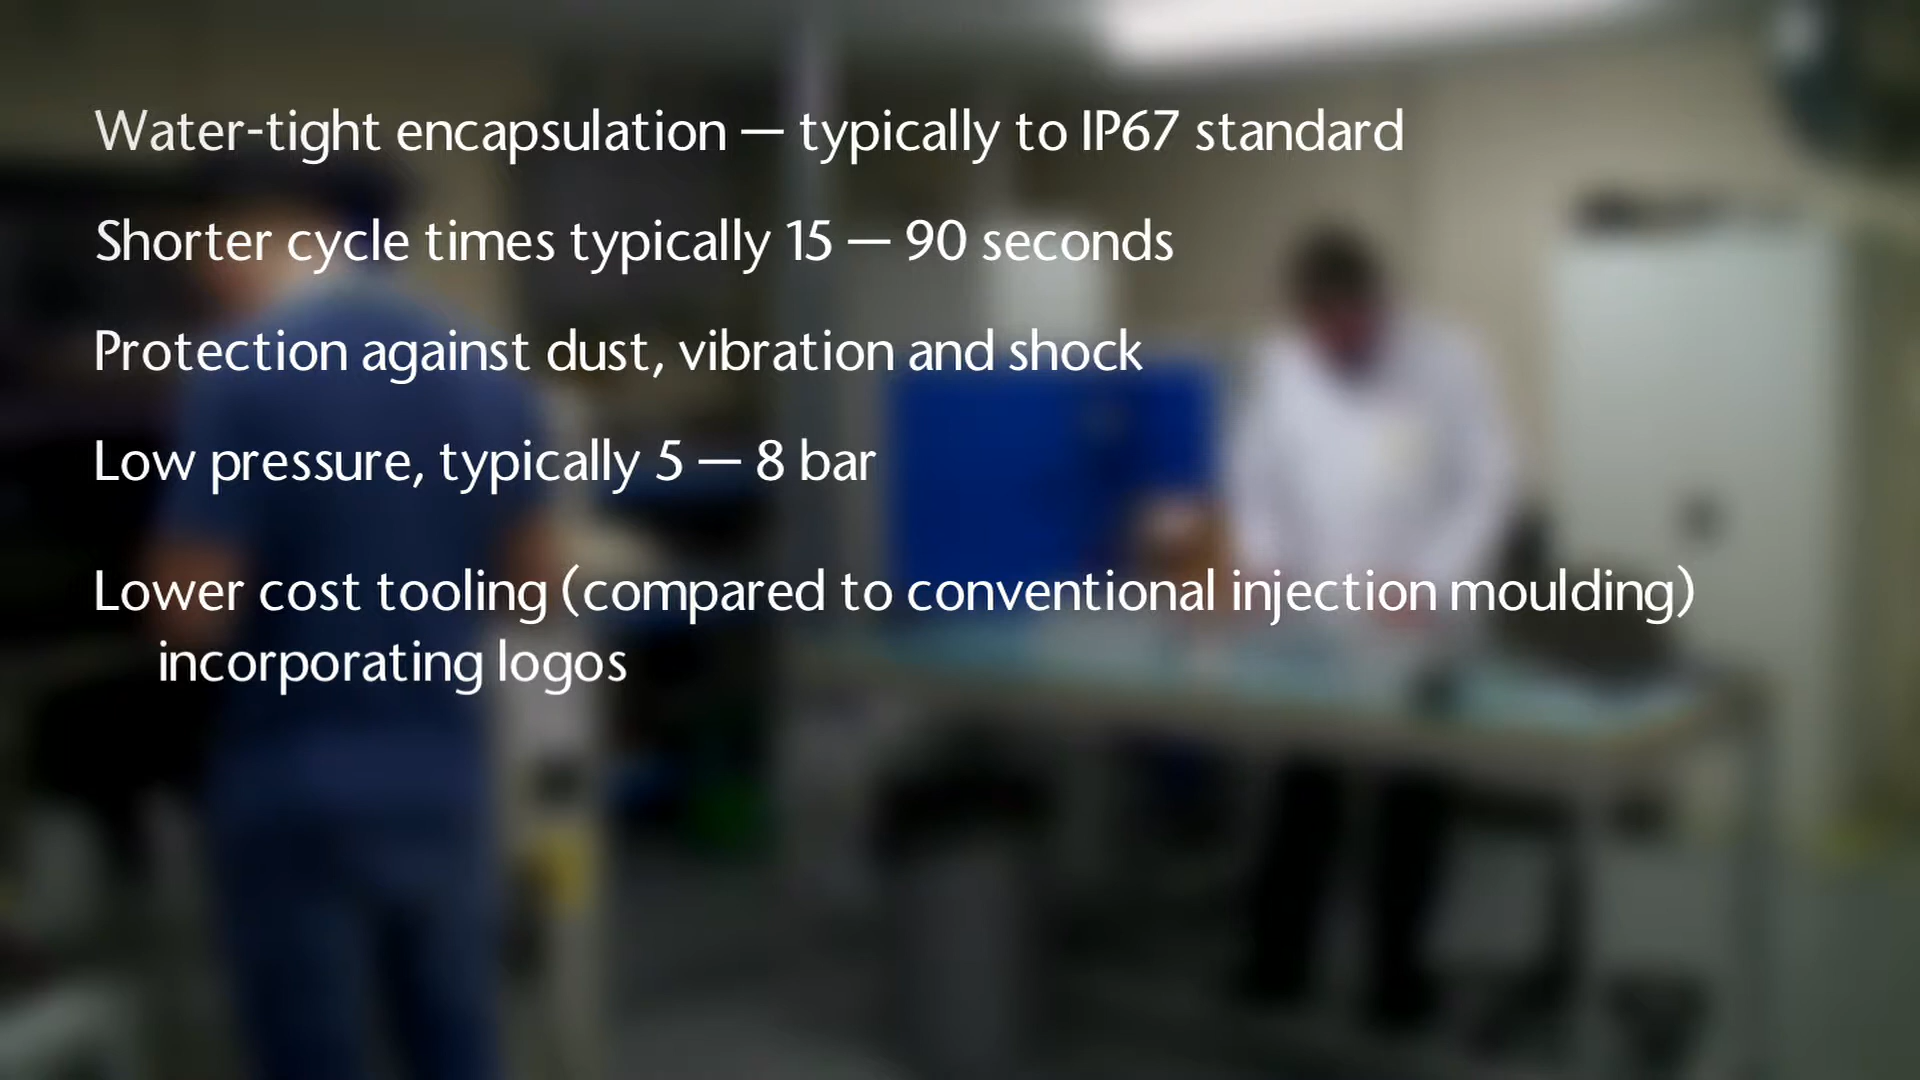 Water-tight encapsulation — typically to IP67 standard
Shorter cycle times typically 15 — 90 seconds
Protection against dust, vibration and shock
Low pressure, typically 5 — 8 bar
Lower cost tooling (compared to conventional injection moulding)
incorporating logos